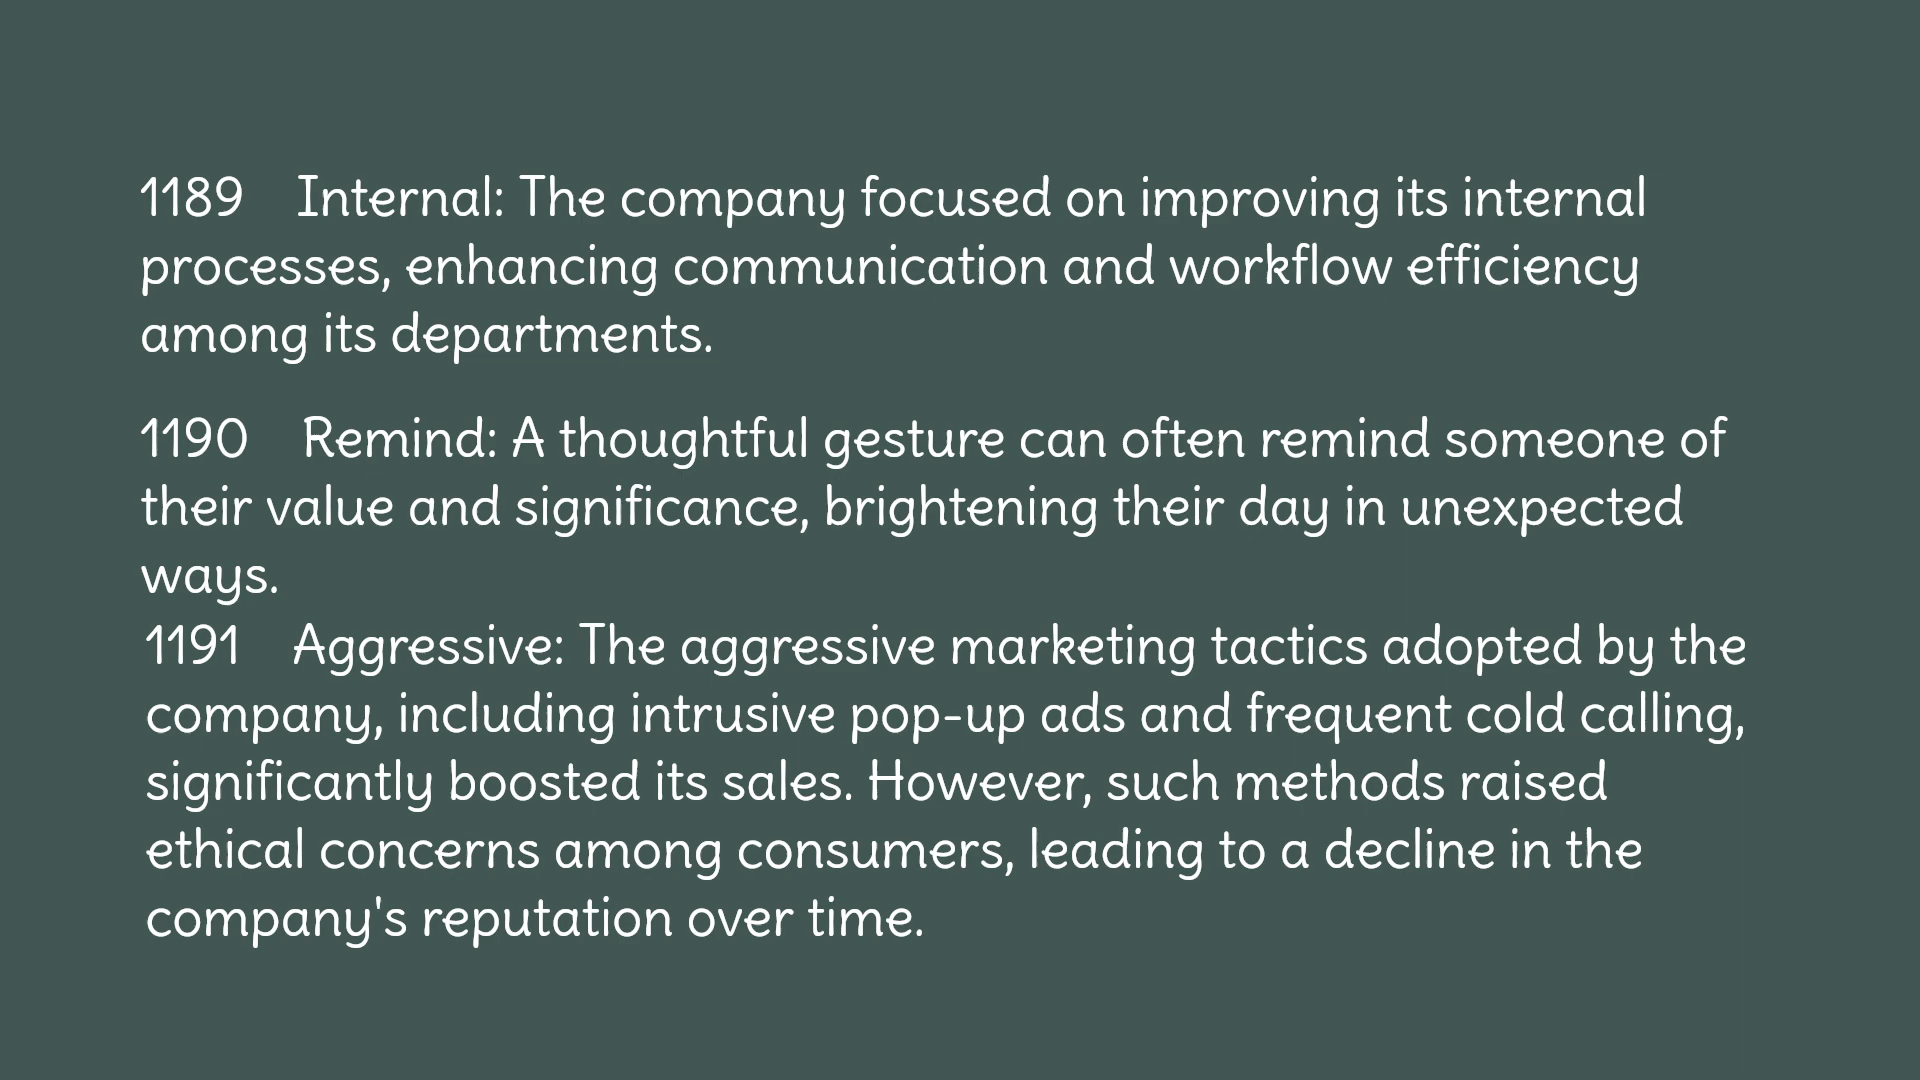 1189 Internal: The company focused on improving its internal
processes, enhancing communication and workflow efficiency
among its departments.
1190 Remind: A thoughtful gesture can often remind someone of
their value and significance, brightening their day in unexpected
ways.
1191 Aggressive: The aggressive marketing tactics adopted by the
company, including intrusive pop-up ads and frequent cold calling,
significantly boosted its sales. However, such methods raised
ethical concerns among consumers, leading to a decline in the
company's reputation over time.